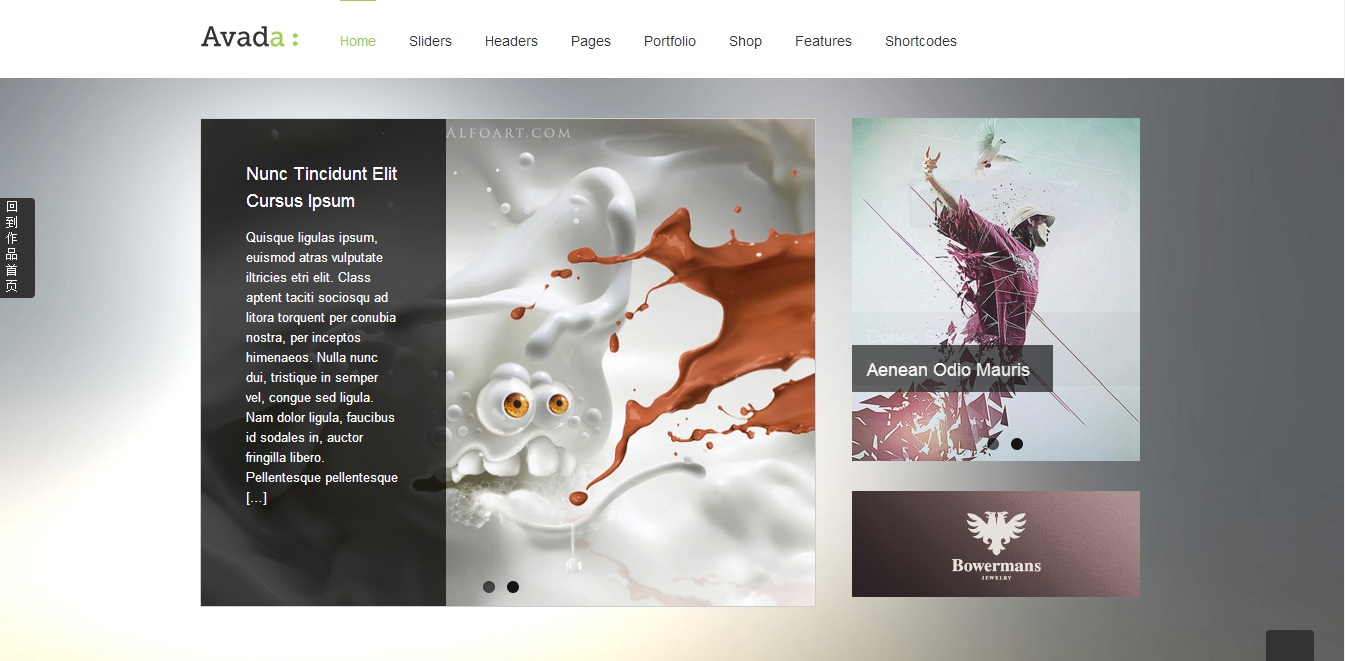 Avada :
Home Sliders Headers Pages Portfolio Shop Features Shortcodes
回到作品首页
ALFOART.COM
Nunc Tincidunt Elit
Cursus Ipsum
Quisque ligulas ipsum,
euismod atras vulputate
iltricies etri elit. Class
aptent taciti sociosqu ad
litora torquent per conubia
nostra, per inceptos
himenaeos. Nulla nunc
dui, tristique in semper
vel, congue sed ligula.
Nam dolor ligula, faucibus
id sodales in, auctor
fringilla libero.
Pellentesque pellentesque
[...]
Donec
Aenean Odio Mauris
Bowermans
JEWELRY